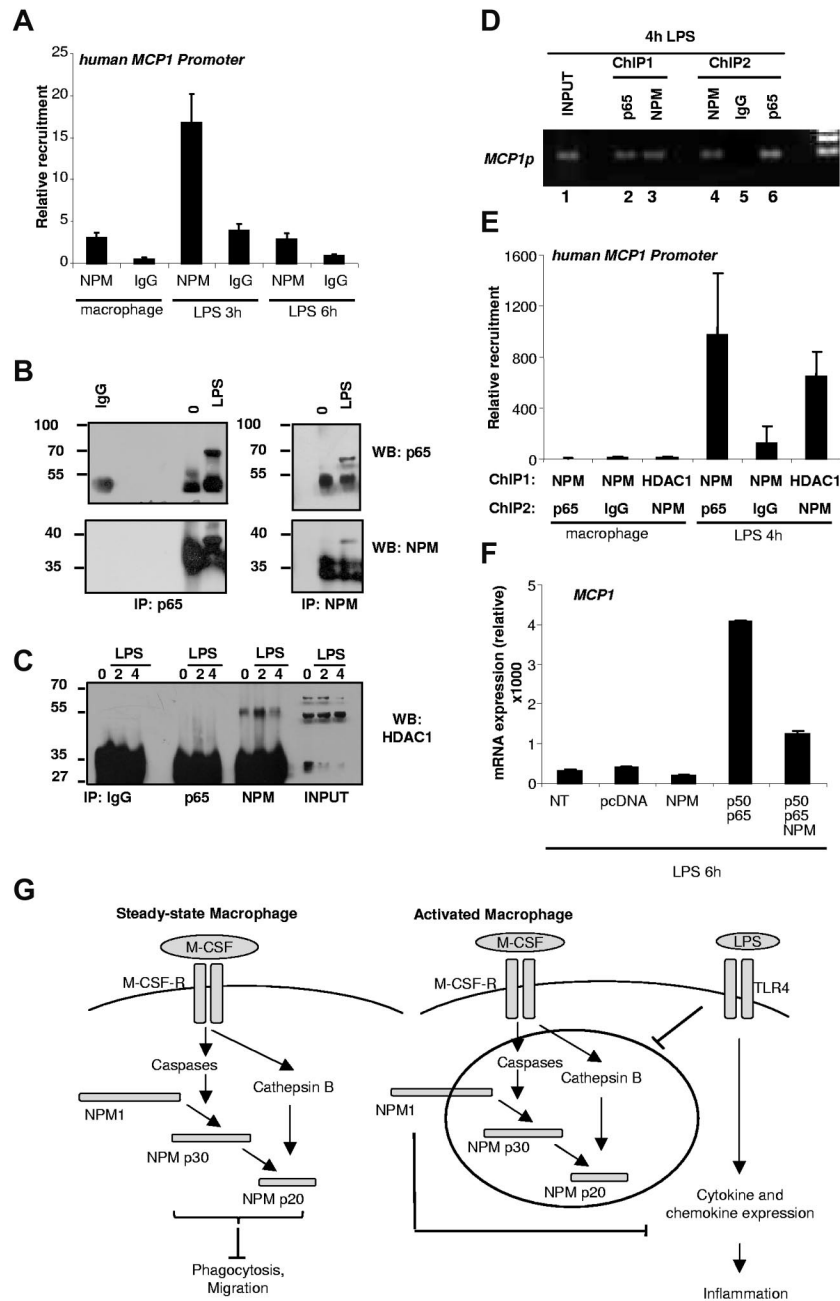 A
human MCP1 Promoter
Relative recruitment
25
20
15
10
5
0
NPM IgG NPM IgG NPM IgG
macrophage LPS 3h LPS 6h
B
IgG 0 LPS 0 LPS
100 100
70 70
55 55
WB: p65
40 40
35 35
WB: NPM
IP: p65 IP: NPM
C
LPS LPS LPS LPS
0 2 4 0 2 4 0 2 4 0 2 4
70
55
35
27
WB:
HDAC1
IP: IgG p65 NPM INPUT
D
4h LPS
ChIP1 ChIP2
INPUT p65 NPM NPM IgG p65
MCP1p
1 2 3 4 5 6
E
human MCP1 Promoter
Relative recruitment
1600
1200
800
400
0
ChIP1: NPM NPM HDAC1 NPM NPM HDAC1
ChIP2: p65 IgG NPM p65 IgG NPM
macrophage LPS 4h
F
MCP1
mRNA expression (relative)
x1000
5
4
3
2
1
0
NT pcDNA NPM p50 p50
p65 p65
NPM
LPS 6h
G
Steady-state Macrophage
M-CSF
M-CSF-R
Caspases
Cathepsin B
NPM1
NPM p30
NPM p20
Phagocytosis,
Migration
Activated Macrophage
M-CSF
LPS
M-CSF-R
TLR4
Caspases
Cathepsin B
NPM1
NPM p30
NPM p20
Cytokine and
chemokine expression
Inflammation